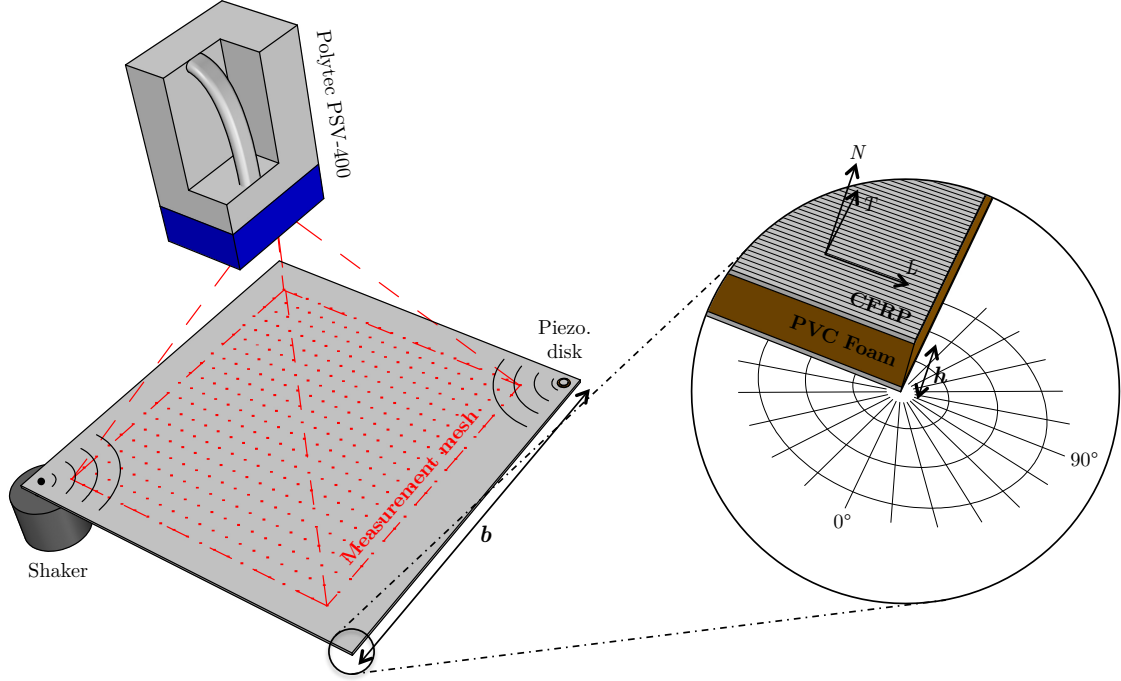 Polytec PSV-400
Piezo.
disk
Measurement mesh
b
Shaker
N
T
L
CFRP
PVC Foam
h
90°
0°